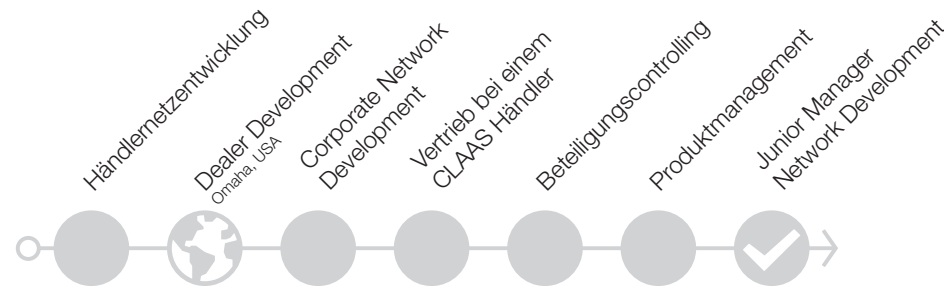 Händlernetzentwicklung
Dealer Development
Omaha, USA
Corporate Network
Development
Vertrieb bei einem
CLAAS Händler
Beteiligungscontrolling
Produktmanagement
Junior Manager
Network Development